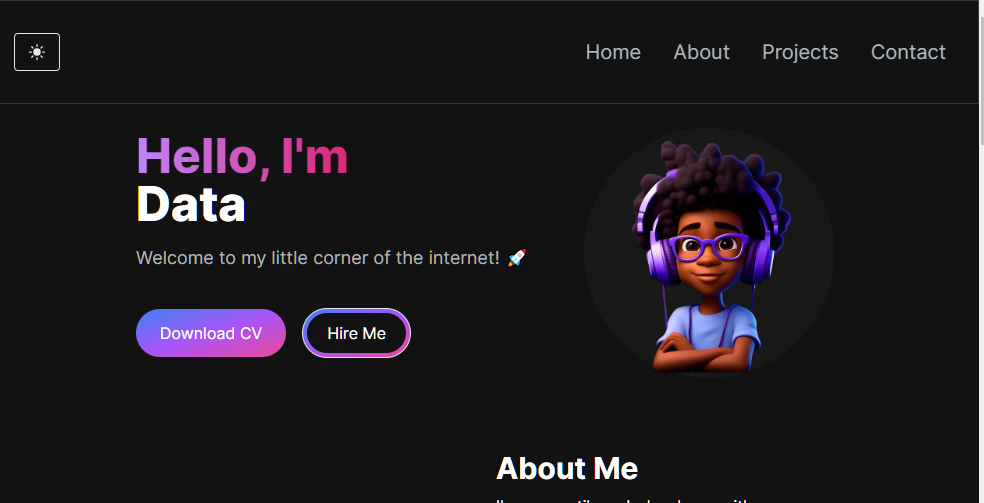 Home About Projects Contact
Hello, I'm
Data
Welcome to my little corner of the internet! 🚀
Download CV Hire Me
About Me